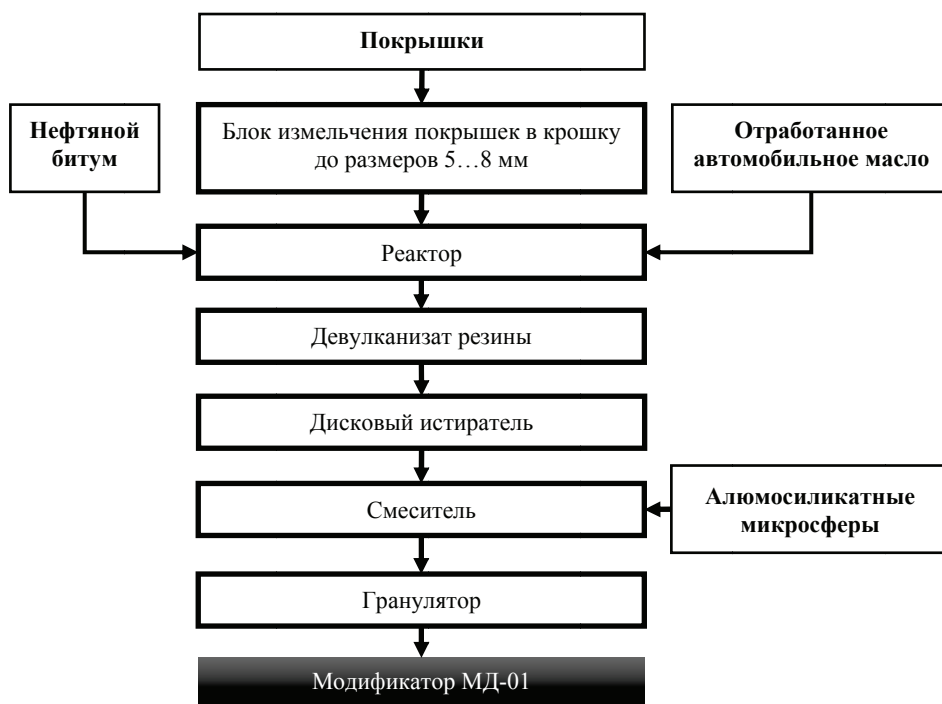 Покрышки
Нефтяной
битум
Блок измельчения покрышек в крошку
до размеров 5…8 мм
Отработанное
автомобильное масло
Реактор
Девулканизат резины
Дисковый истиратель
Смеситель
Алюмосиликатные
микросферы
Гранулятор
Модификатор МД-01